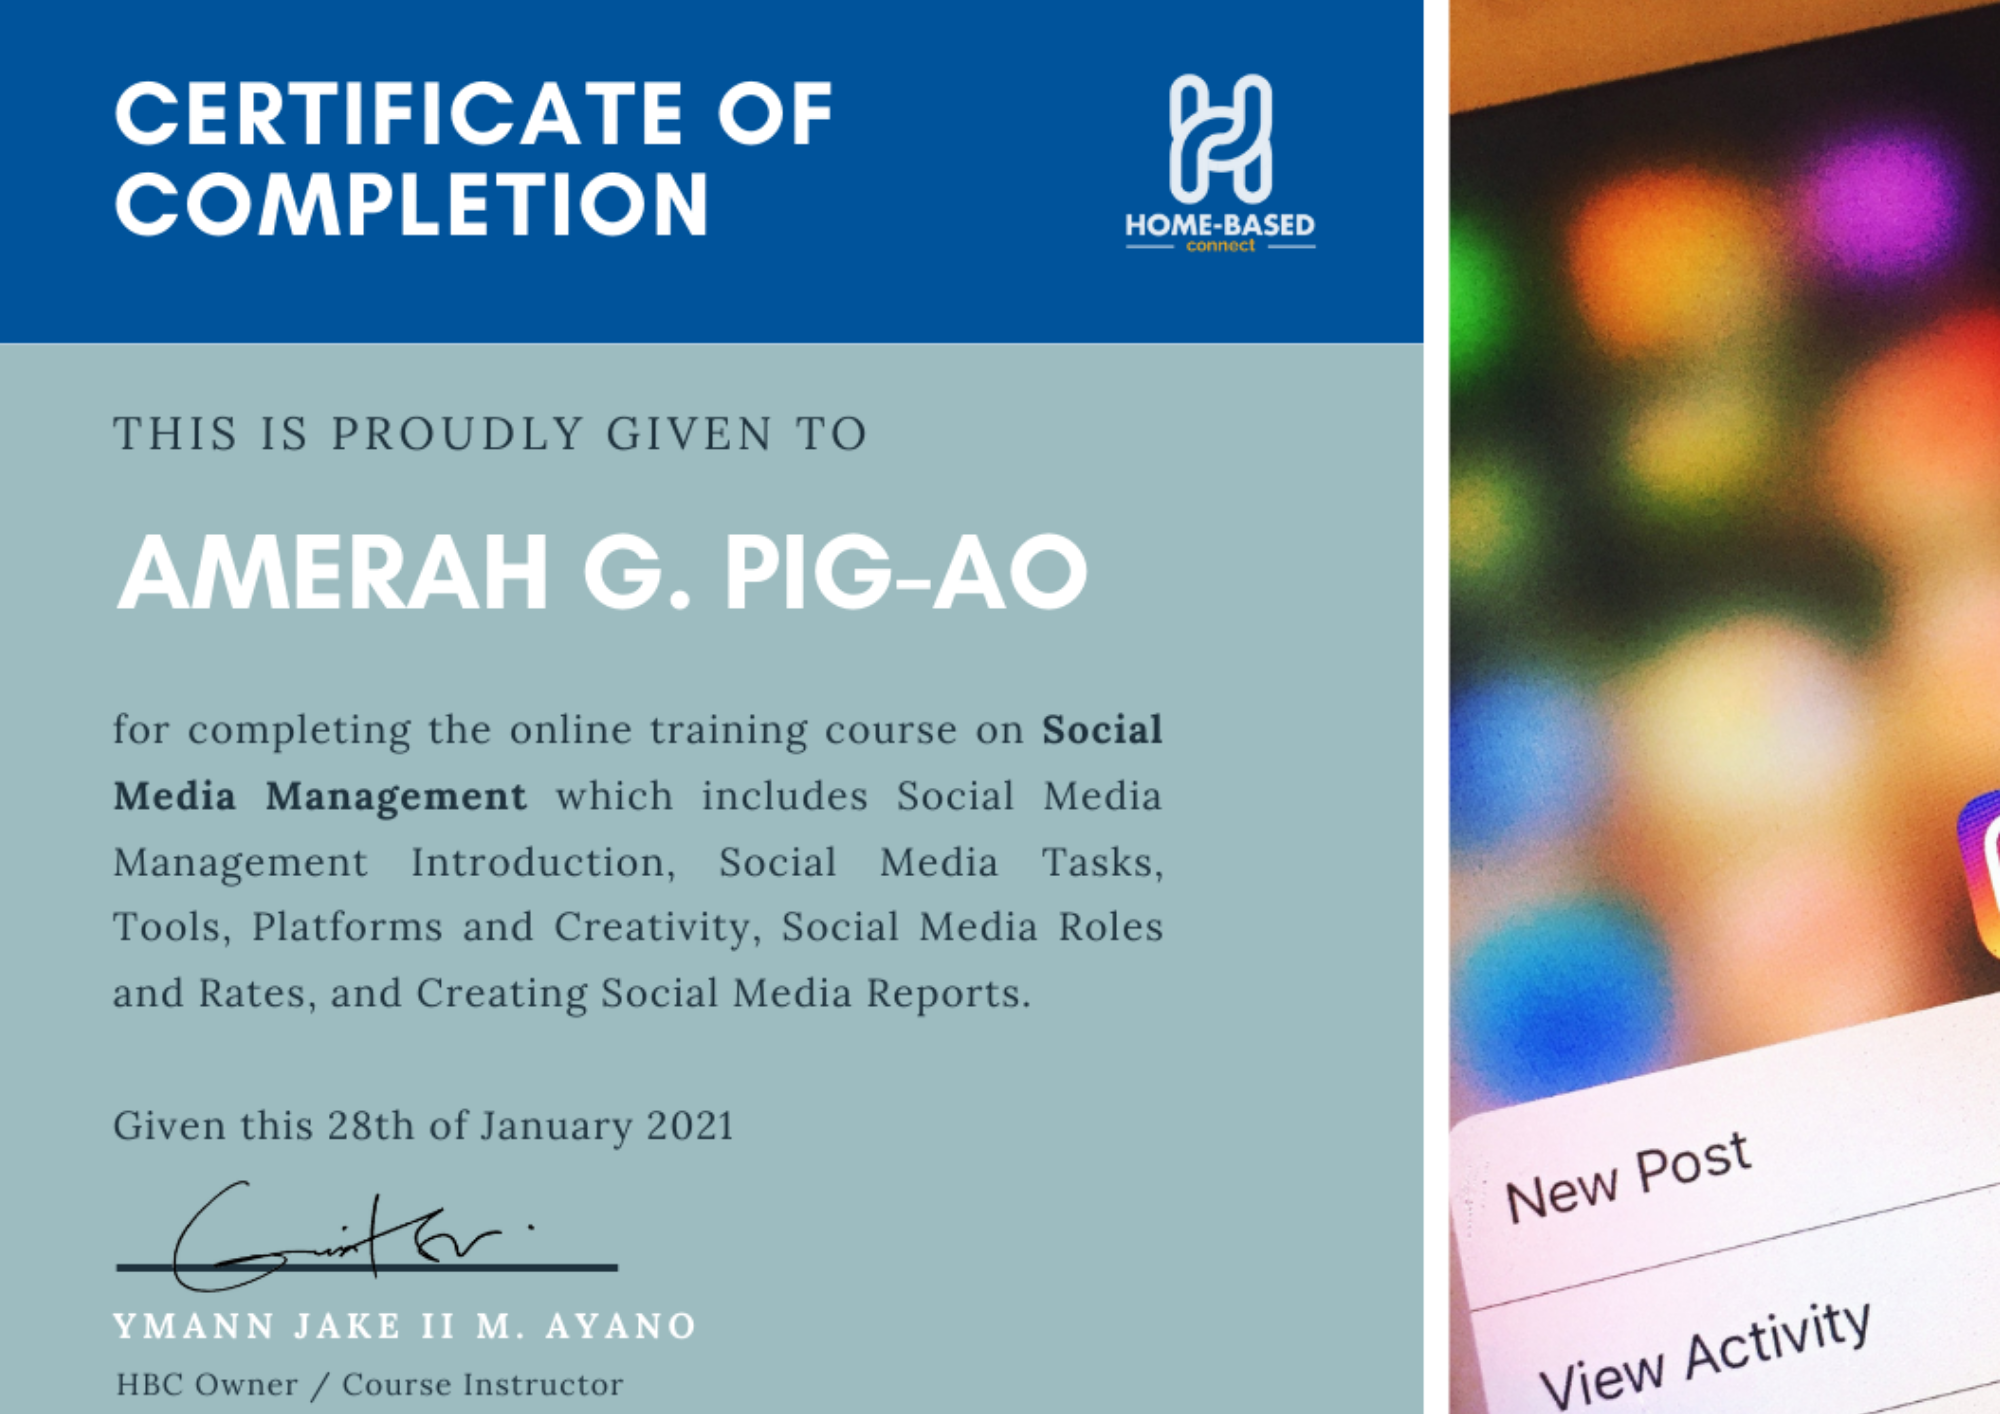 CERTIFICATE OF
COMPLETION
HOME-BASED
connect
THIS IS PROUDLY GIVEN TO
AMERAH G. PIG-AO
for completing the online training course on Social
Media Management which includes Social Media
Management Introduction, Social Media Tasks,
Tools, Platforms and Creativity, Social Media Roles
and Rates, and Creating Social Media Reports.
Given this 28th of January 2021
YMANN JAKE II M. AYANO
HBC Owner / Course Instructor
New Post
View Activity